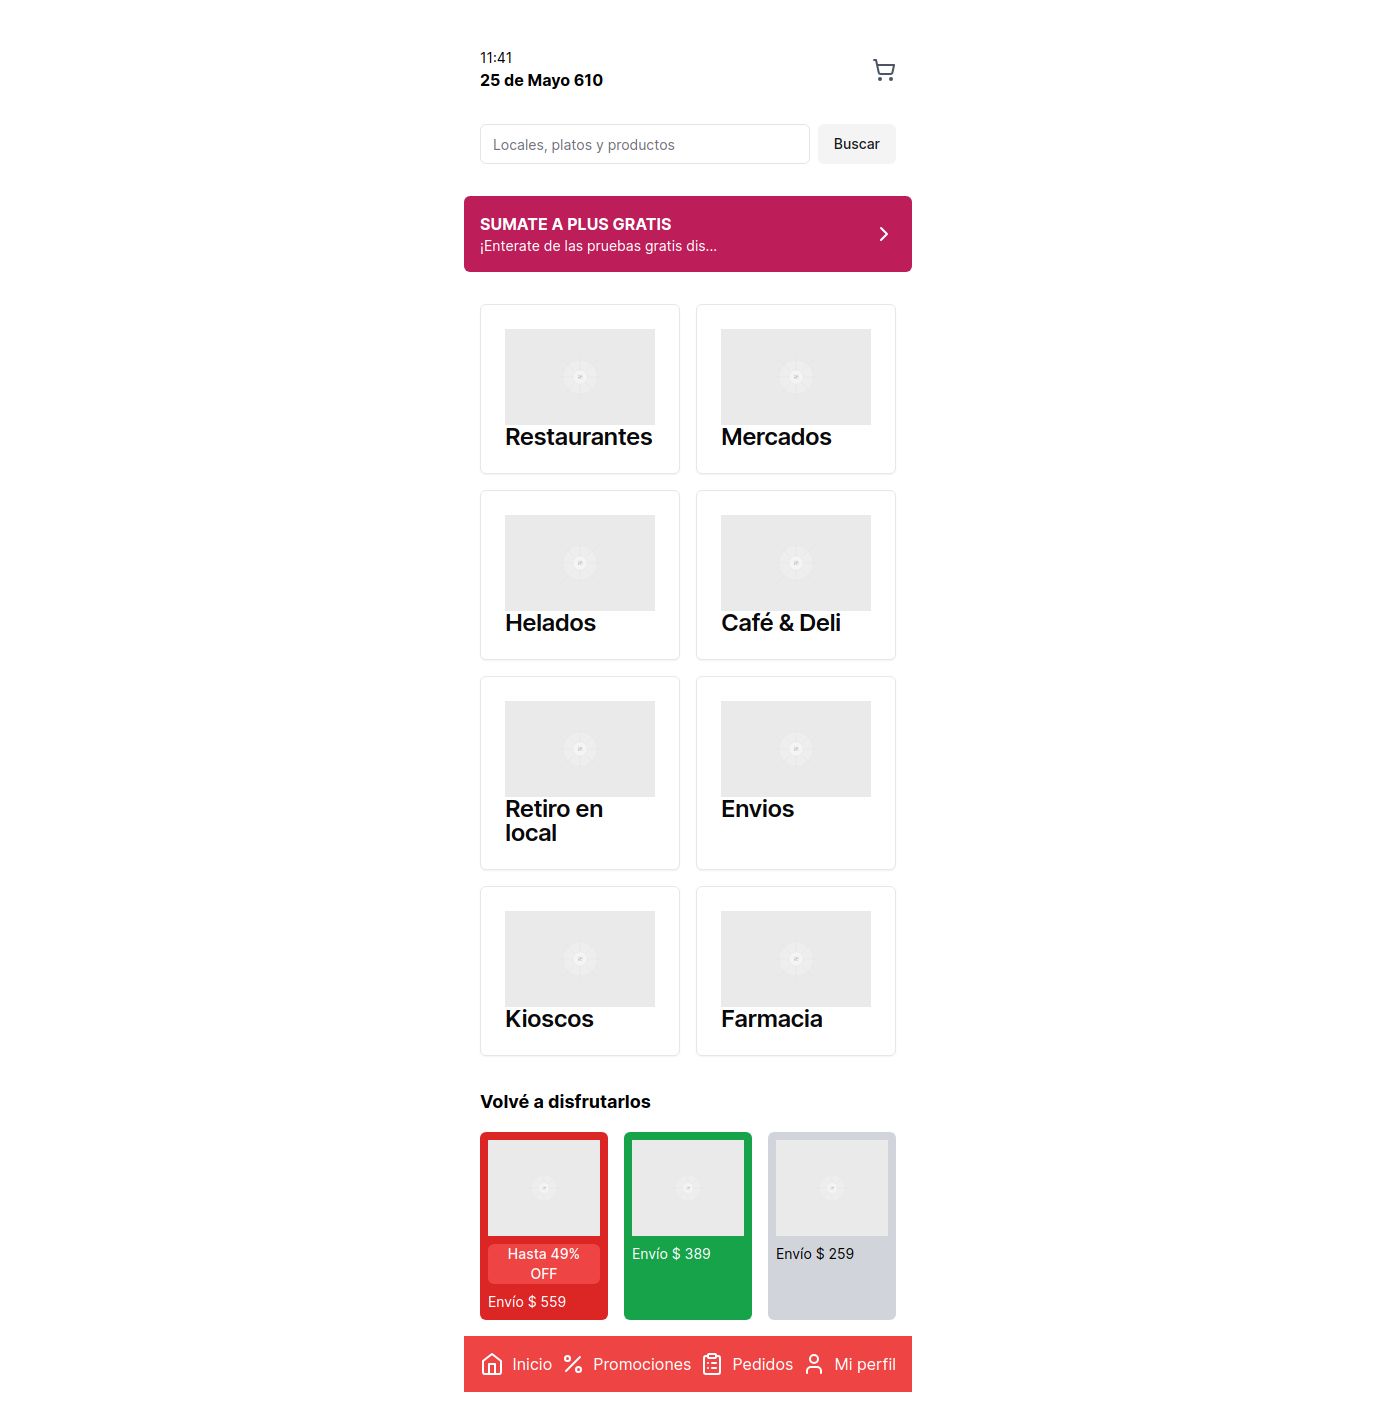 11:41
25 de Mayo 610
Locales, platos y productos
Buscar
SUMATE A PLUS GRATIS
¡Enterate de las pruebas gratis dis...
Restaurantes
Mercados
Helados
Café & Deli
Retiro en
local
Envios
Kioscos
Farmacia
Volvé a disfrutarlos
Hasta 49%
OFF
Envío $ 559
Envío $ 389
Envío $ 259
Inicio
Promociones
Pedidos
Mi perfil